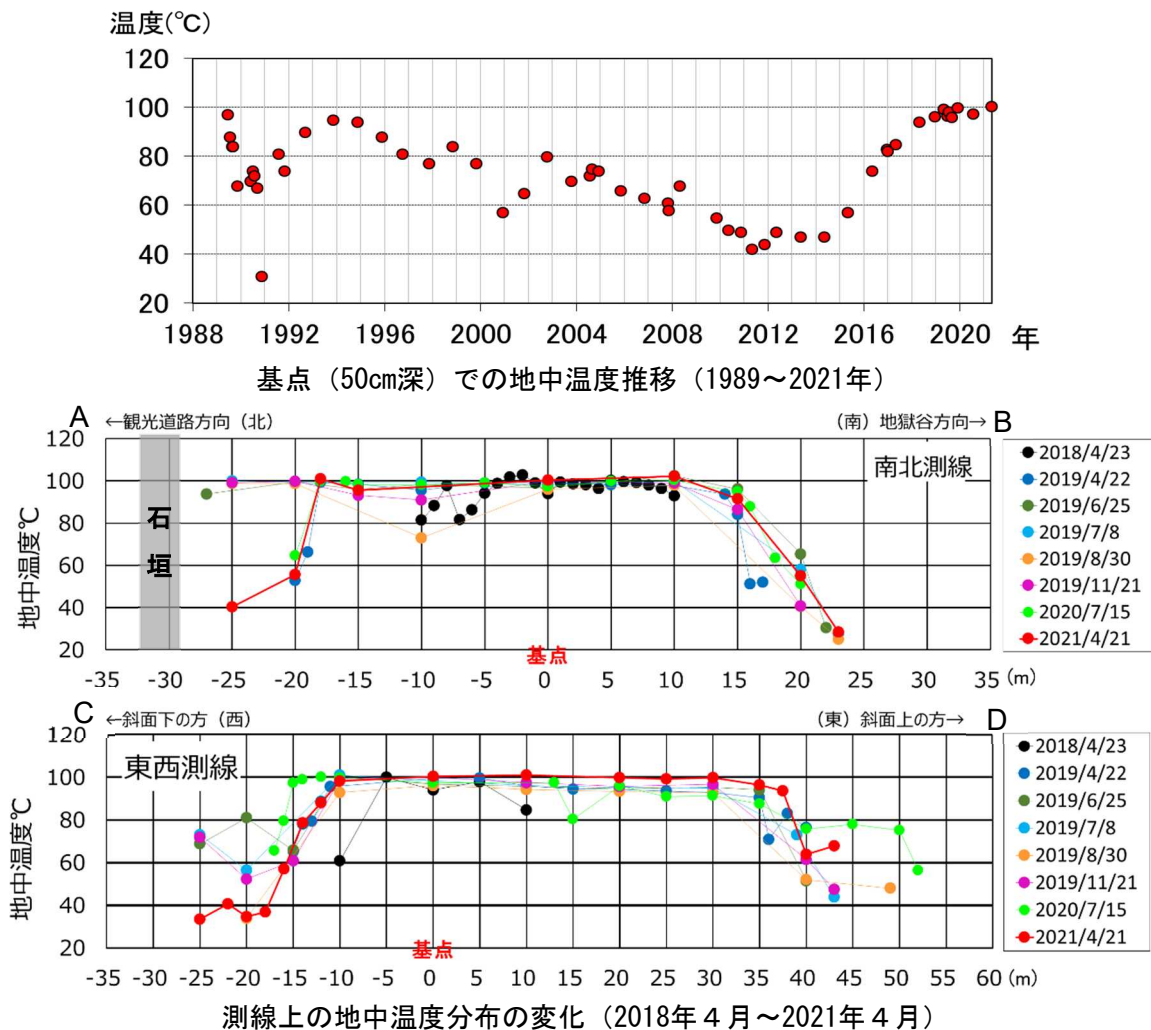 温度(℃)
120
100
80
60
40
20
1988 1992 1996 2000 2004 2008 2012 2016 2020 年
基点（50cm深）での地中温度推移（1989～2021年）
A ←観光道路方向（北） （南）地獄谷方向→ B
南北測線
石垣
地中温度℃
120
100
80
60
40
20
基点
-35 -30 -25 -20 -15 -10 -5 0 5 10 15 20 25 30 35 (m)
2018/4/23
2019/4/22
2019/6/25
2019/7/8
2019/8/30
2019/11/21
2020/7/15
2021/4/21
C ←斜面下の方（西） （東）斜面上の方→ D
東西測線
地中温度℃
120
100
80
60
40
20
基点
-35 -30 -25 -20 -15 -10 -5 0 5 10 15 20 25 30 35 40 45 50 55 60 (m)
2018/4/23
2019/4/22
2019/6/25
2019/7/8
2019/8/30
2019/11/21
2020/7/15
2021/4/21
測線上の地中温度分布の変化（2018年４月～2021年４月）